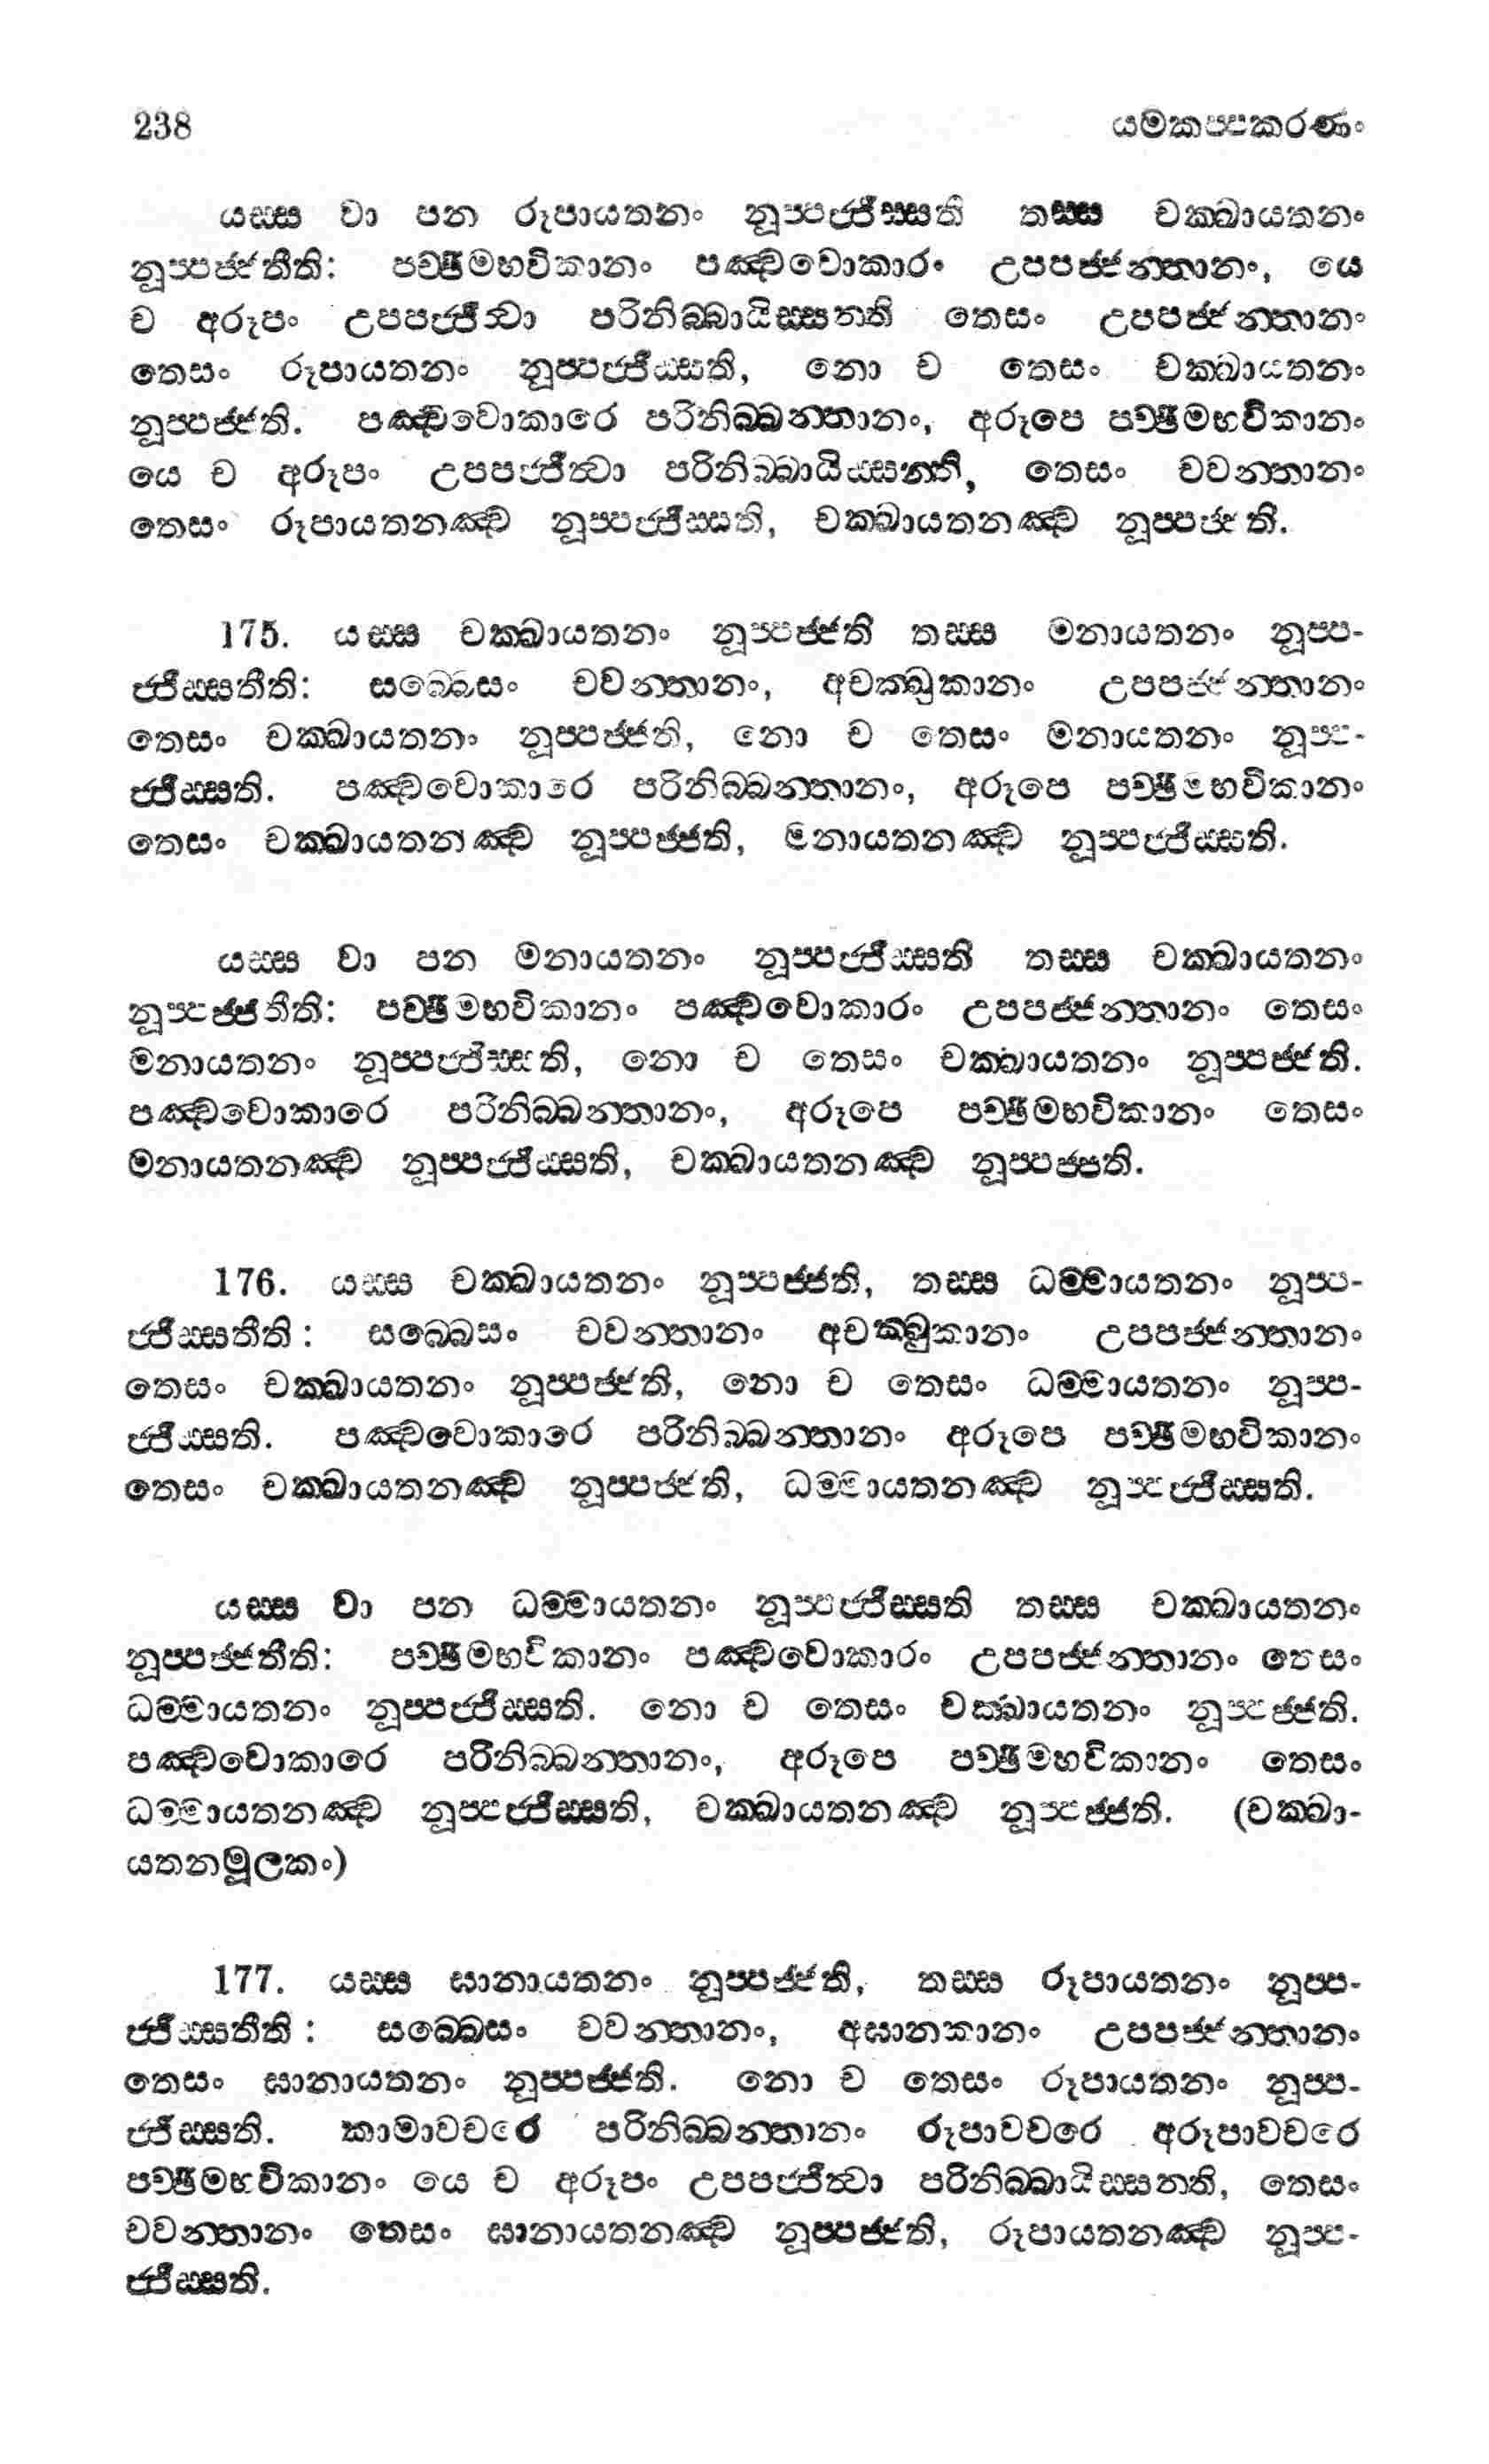 238 යමකප්පකරණං
යස්ස වා පන රූපායතනං නූප්පජ්ජිස්සති තස්ස චක්ඛායතනං
නූප්පජ්ජතීති: පච්ඡිමභවිකානං පඤ්චවොකාරං උපපජ්ජන්තානං, යෙ
ච අරූපං උපපජ්ජිත්වා පරිනිබ්බායිස්සන්ති තෙසං උපපජ්ජන්තානං
තෙසං රූපායතනං නූප්පජ්ජිස්සති, නො ච තෙසං චක්ඛායතනං
නූප්පජ්ජති. පඤ්චවොකාරෙ පරිනිබ්බන්තානං, අරූපෙ පච්ඡිමභවිකානං
යෙ ච අරූපං උපපජ්ජිත්වා පරිනිබ්බායිස්සන්ති, තෙසං චවන්තානං
තෙසං රූපායතනඤ්ච නූප්පජ්ජිස්සති, චක්ඛායතනඤ්ච නූප්පජ්ජති.
175. යස්ස චක්ඛායතනං නූප්පජ්ජති තස්ස මනායතනං නූප්ප-
ජ්ජිස්සතීති: සබ්බෙසං චවන්තානං, අචක්ඛුකානං උපපජ්ජන්තානං
තෙසං චක්ඛායතනං නූප්පජ්ජති, නො ච තෙසං මනායතනං නූප්ප-
ජ්ජිස්සති. පඤ්චවොකාරෙ පරිනිබ්බන්තානං, අරූපෙ පච්ඡිමභවිකානං
තෙසං චක්ඛායතනඤ්ච නූප්පජ්ජති, මනායතනඤ්ච නූප්පජ්ජිස්සති.
යස්ස වා පන මනායතනං නූප්පජ්ජිස්සති තස්ස චක්ඛායතනං
නූප්පජ්ජතීති: පච්ඡිමභවිකානං පඤ්චවොකාරං උපපජ්ජන්තානං තෙසං
මනායතනං නූප්පජ්ජිස්සති, නො ච තෙසං චක්ඛායතනං නූප්පජ්ජති.
පඤ්චවොකාරෙ පරිනිබ්බන්තානං, අරූපෙ පච්ඡිමභවිකානං තෙසං
මනායතනඤ්ච නූප්පජ්ජිස්සති, චක්ඛායතනඤ්ච නූප්පජ්ජති.
176. යස්ස චක්ඛායතනං නූප්පජ්ජති, තස්ස ධම්මායතනං නූප්ප-
ජ්ජිස්සතීති : සබ්බෙසං චවන්තානං අචක්ඛුකානං උපපජ්ජන්තානං
තෙසං චක්ඛායතනං නූප්පජ්ජති, නො ච තෙසං ධම්මායතනං නූප්ප-
ජ්ජිස්සති. පඤ්චවොකාරෙ පරිනිබ්බන්තානං අරූපෙ පච්ඡිමභවිකානං
තෙසං චක්ඛායතනඤ්ච නූප්පජ්ජති, ධම්මායතනඤ්ච නූප්පජ්ජිස්සති.
යස්ස වා පන ධම්මායතනං නූප්පජ්ජිස්සති තස්ස චක්ඛායතනං
නූප්පජ්ජතීති: පච්ඡිමභවිකානං පඤ්චවොකාරං උපපජ්ජන්තානං තෙසං
ධම්මායතනං නූප්පජ්ජිස්සති. නො ච තෙසං චක්ඛායතනං නූප්පජ්ජති.
පඤ්චවොකාරෙ පරිනිබ්බන්තානං, අරූපෙ පච්ඡිමභවිකානං තෙසං
ධම්මායතනඤ්ච නූප්පජ්ජිස්සති, චක්ඛායතනඤ්ච නූප්පජ්ජති. (චක්ඛා-
යතනමූලකං)
177. යස්ස ඝානායතනං නූප්පජ්ජති, තස්ස රූපායතනං නූප්ප-
ජ්ජිස්සතීති : සබ්බෙසං චවන්තානං, අඝානකානං උපපජ්ජන්තානං
තෙසං ඝානායතනං නූප්පජ්ජති. නො ච තෙසං රූපායතනං නූප්ප-
ජ්ජිස්සති. කාමාවචරෙ පරිනිබ්බන්තානං රූපාවචරෙ අරූපාවචරෙ
පච්ඡිමභවිකානං යෙ ච අරූපං උපපජ්ජිත්වා පරිනිබ්බායිස්සන්ති, තෙසං
චවන්තානං තෙසං ඝානායතනඤ්ච නූප්පජ්ජති, රූපායතනඤ්ච නූප්ප-
ජ්ජිස්සති.